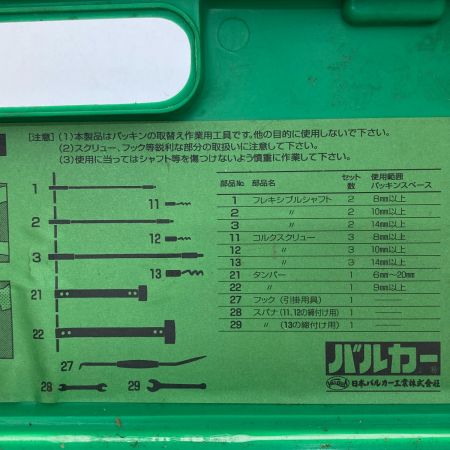 [注意] (1)本製品はパッキンの取替え作業用工具です。他の目的に使用しないで下さい。
(2)スクリュー、フック等鋭利な部分の取扱いに注意して下さい。
(3)使用に当ってはシャフト等を傷つけないよう慎重に作業して下さい。
部品No 部品名 セット数 使用範囲パッキンスペース
1 フレキシブルシャフト 2 8mm以上
2 〃 2 10mm以上
3 〃 2 14mm以上
11 コルクスクリュー 3 8mm以上
12 〃 3 10mm以上
13 〃 3 14mm以上
21 タンパー 1 6mm〜20mm
22 〃 1 9mm以上
27 フック(引掛用具) 1 ―
28 スパナ(11,12の締付け用) 1 ―
29 〃 (13の締付け用) 1 ―
1
11
2
12
3
13
21
22
27
28
29
バルカー
VALQUA 日本バルカー工業株式会社